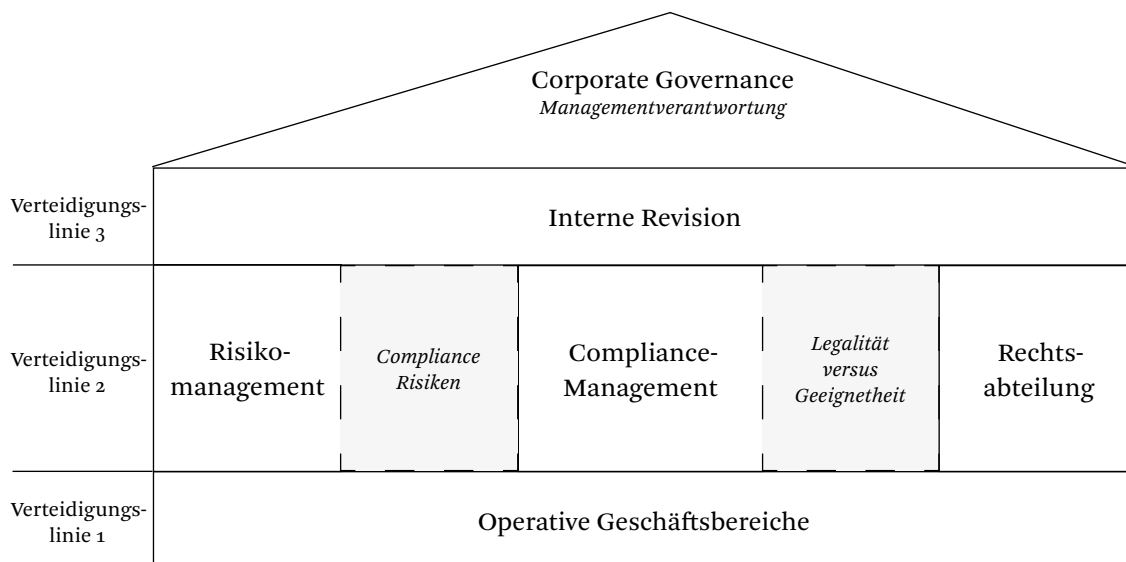 Corporate Governance
Managementverantwortung
Verteidigungs-
linie 3
Interne Revision
Verteidigungs-
linie 2
Risiko-
management
Compliance
Risiken
Compliance-
Management
Legalität
versus
Geeignetheit
Rechts-
abteilung
Verteidigungs-
linie 1
Operative Geschäftsbereiche